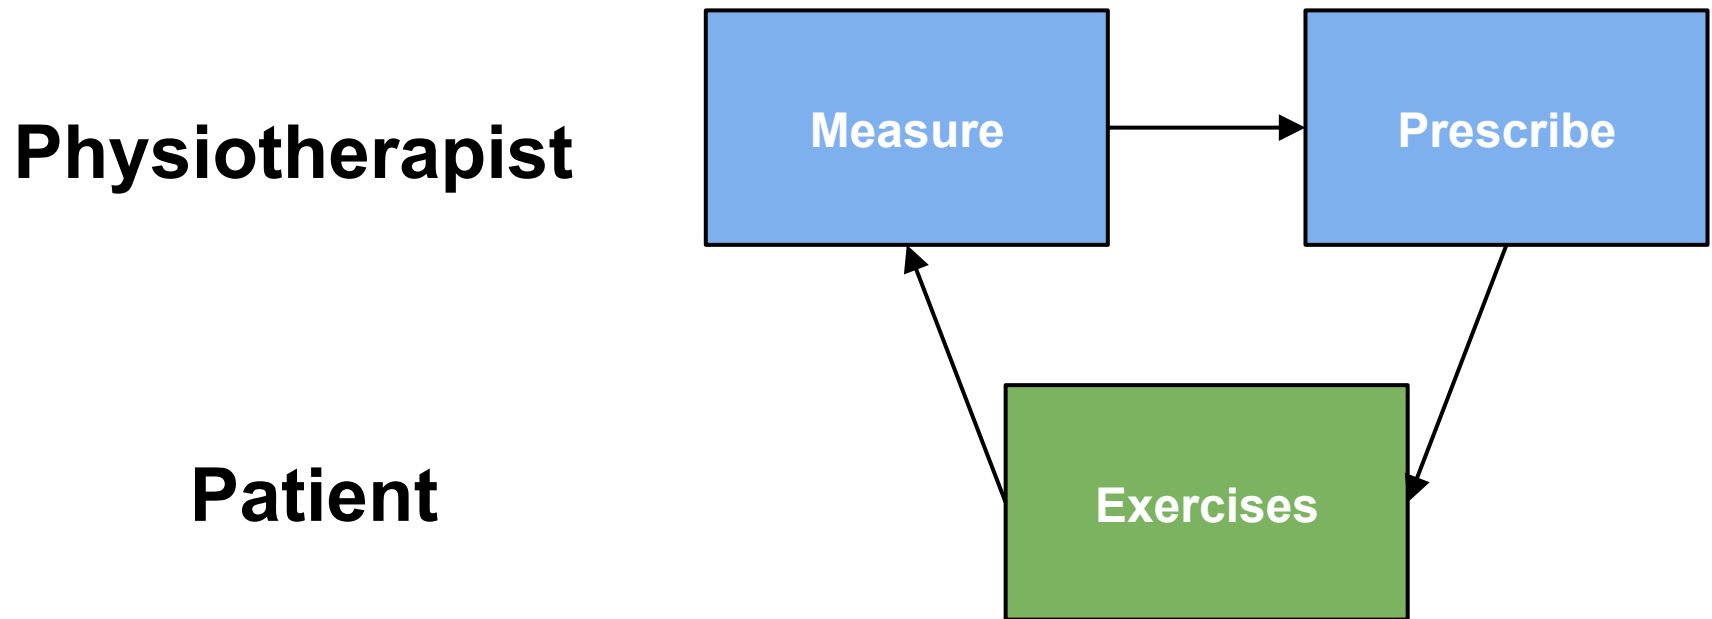 Physiotherapist
Measure
Prescribe
Patient
Exercises